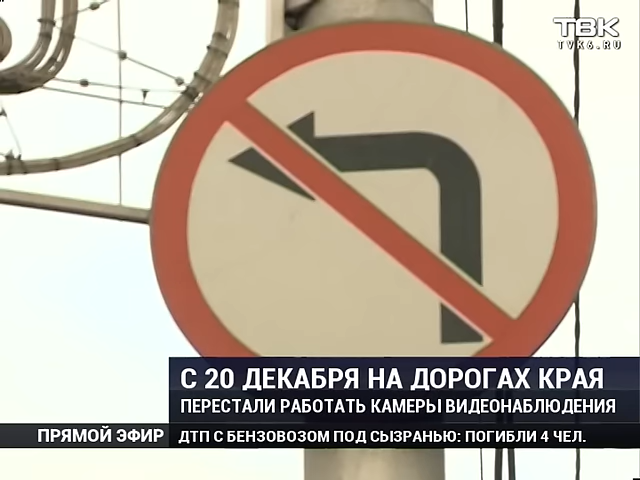 ТВК
TVK6.RU
С 20 ДЕКАБРЯ НА ДОРОГАХ КРАЯ
ПЕРЕСТАЛИ РАБОТАТЬ КАМЕРЫ ВИДЕОНАБЛЮДЕНИЯ
ПРЯМОЙ ЭФИР ДТП С БЕНЗОВОЗОМ ПОД СЫЗРАНЬЮ: ПОГИБЛИ 4 ЧЕЛ.